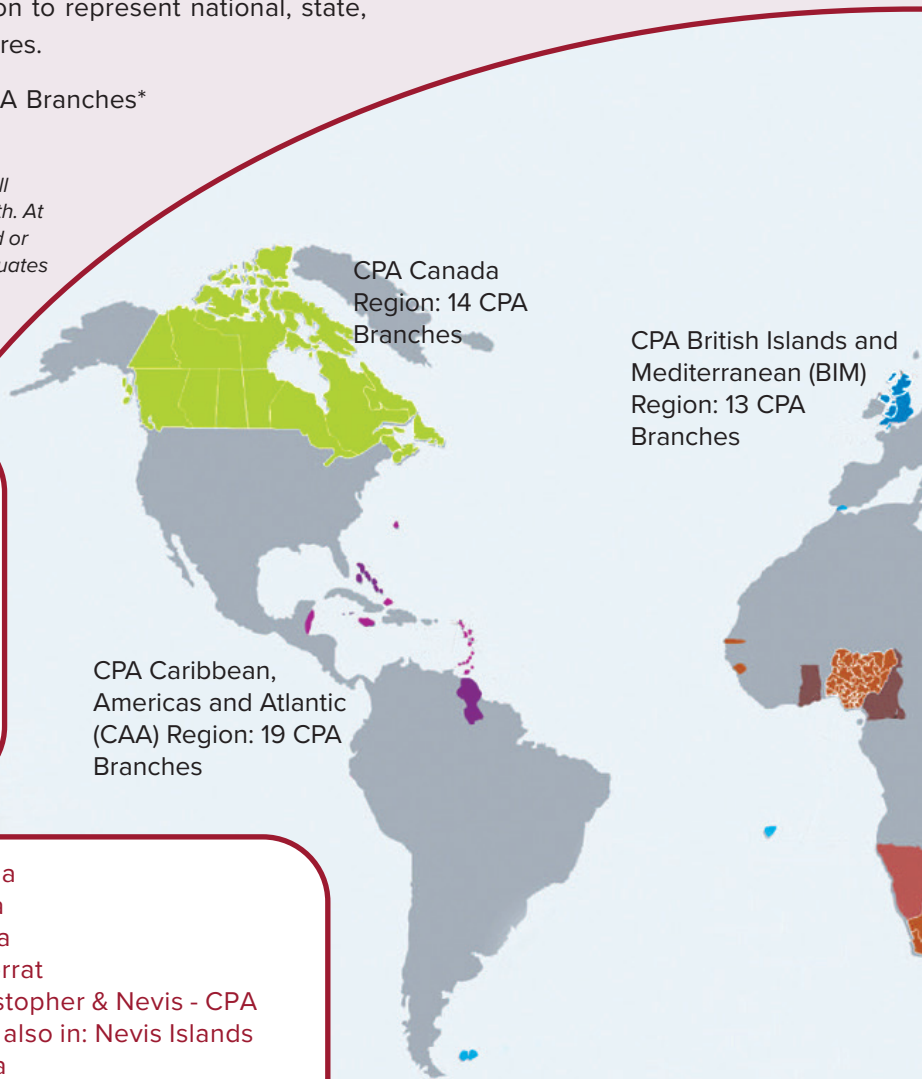 on to represent national, state,
res.
A Branches*
ll
th. At
d or
uates
CPA Canada
Region: 14 CPA
Branches
CPA British Islands and
Mediterranean (BIM)
Region: 13 CPA
Branches
CPA Caribbean,
Americas and Atlantic
(CAA) Region: 19 CPA
Branches
a
a
rrat
stopher & Nevis - CPA
also in: Nevis Islands
a